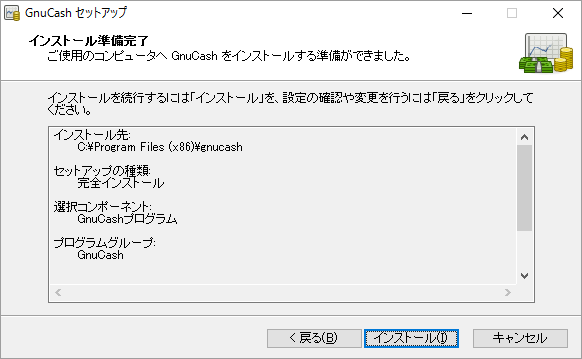 GnuCash セットアップ
インストール準備完了
ご使用のコンピュータへ GnuCash をインストールする準備ができました。
インストールを続行するには「インストール」を、設定の確認や変更を行うには「戻る」をクリックして
ください。
インストール先:
C:¥Program Files (x86)¥gnucash
セットアップの種類:
完全インストール
選択コンポーネント:
GnuCashプログラム
プログラムグループ:
GnuCash
< 戻る(B)
インストール(I)
キャンセル